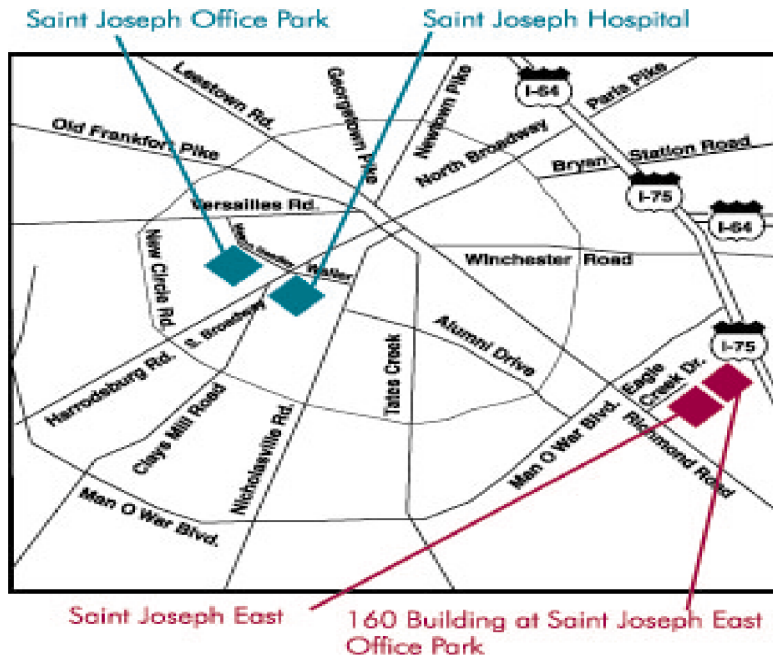 Saint Joseph Office Park
Saint Joseph Hospital
Leestown Rd.
Georgetown Pike
Newtown Pike
I-64
Paris Pike
Old Frankfort Pike
North Broadway
Bryan Station Road
I-75
Versailles Rd.
I-64
New Circle Rd.
Waller
Winchester Road
S. Broadway
Alumni Drive
I-75
Harrodsburg Rd.
Tates Creek
Eagle
Creek Dr.
Clays Mill Road
Nicholasville Rd.
Man O War Blvd.
Richmond Road
Man O War Blvd.
Saint Joseph East
160 Building at Saint Joseph East
Office Park